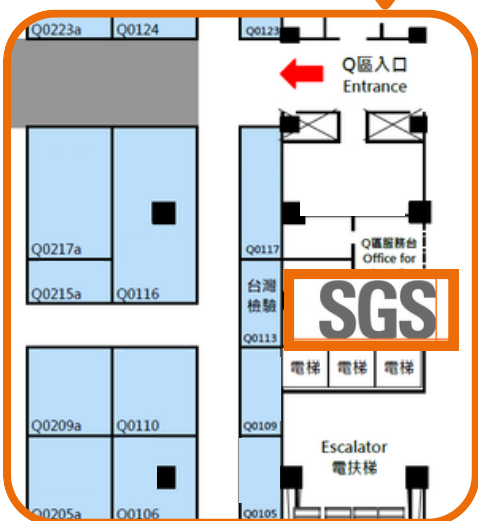 Q0223a
Q0124
Q0123
Q區入口
Entrance
Q0217a
Q0117
Q區服務台
Office for
Q0215a
Q0116
台灣
檢驗
SGS
Q0113
電梯
電梯
電梯
Q0209a
Q0110
Q0109
Escalator
電扶梯
Q0205a
Q0106
Q0105